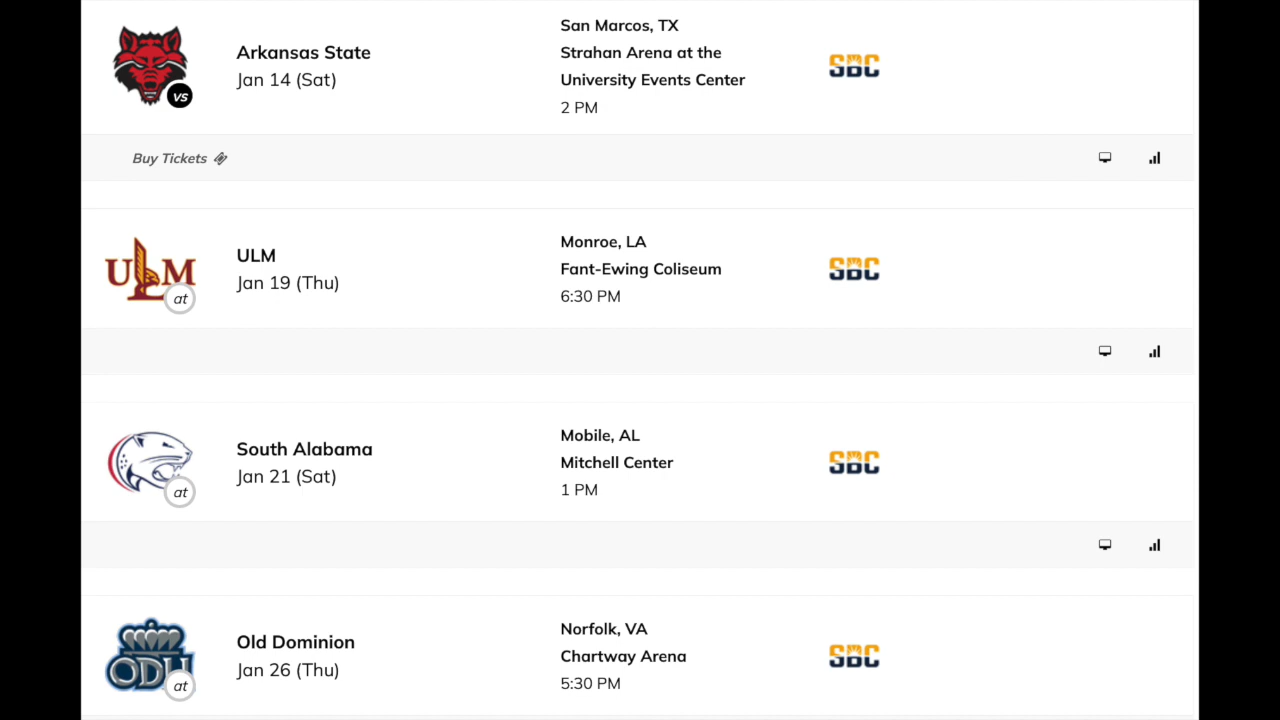 Arkansas State
Jan 14 (Sat)
San Marcos, TX
Strahan Arena at the
University Events Center
2 PM
SBC
vs
Buy Tickets
ULM
Jan 19 (Thu)
Monroe, LA
Fant-Ewing Coliseum
6:30 PM
SBC
ULM
at
South Alabama
Jan 21 (Sat)
Mobile, AL
Mitchell Center
1 PM
SBC
at
Old Dominion
Jan 26 (Thu)
Norfolk, VA
Chartway Arena
5:30 PM
SBC
ODU
at